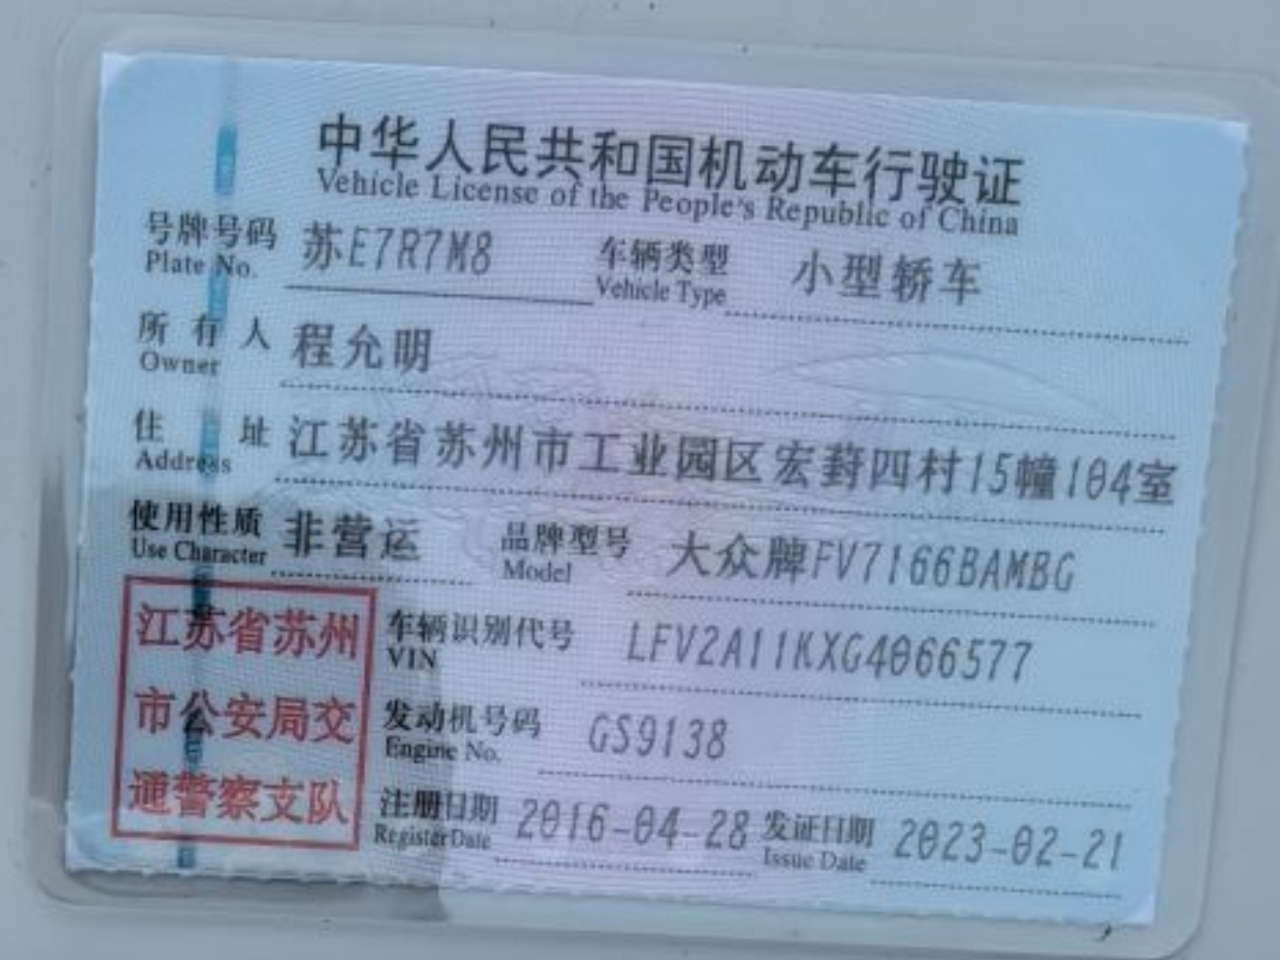 中华人民共和国机动车行驶证
Vehicle License of the People's Republic of China
号牌号码 苏E7R7M8 车辆类型 小型轿车
Plate No. Vehicle Type
所有人 程允明
Owner
住址 江苏省苏州市工业园区宏葑四村15幢104室
Address
使用性质 非营运 品牌型号 大众牌FV7166BAMBG
Use Character Model
江苏省苏州
市公安局交
通警察支队
车辆识别代号 LFV2A11KXG4066577
VIN
发动机号码 GS9138
Engine No.
注册日期 2016-04-28 发证日期 2023-02-21
Register Date Issue Date